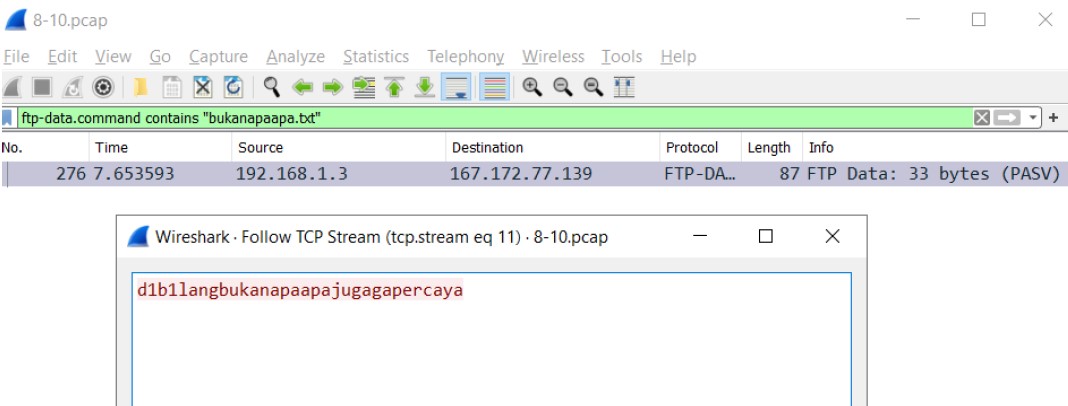 8-10.pcap
File Edit View Go Capture Analyze Statistics Telephony Wireless Tools Help
ftp-data.command contains "bukanapaapa.txt"
No. Time Source Destination Protocol Length Info
276 7.653593 192.168.1.3 167.172.77.139 FTP-DA… 87 FTP Data: 33 bytes (PASV)
Wireshark · Follow TCP Stream (tcp.stream eq 11) · 8-10.pcap
d1b1langbukanapaapajugagapercaya